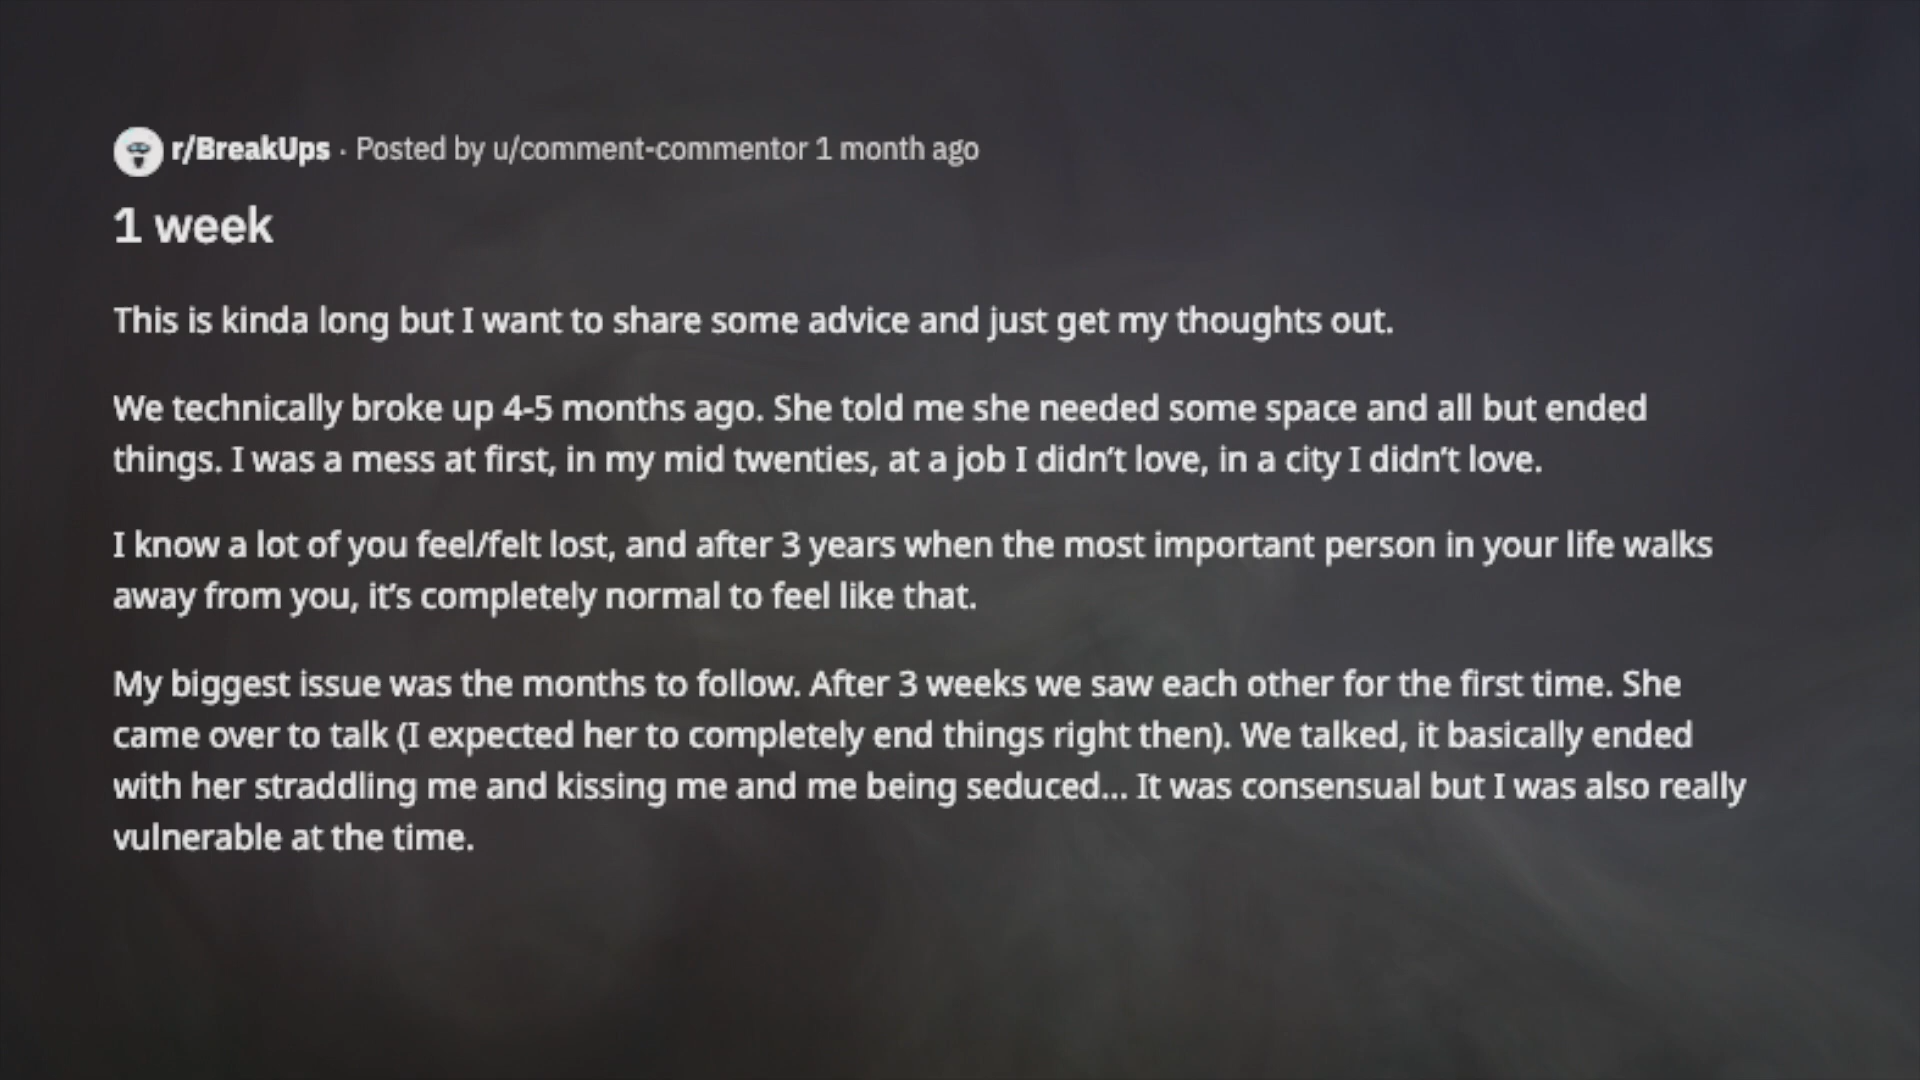 r/BreakUps · Posted by u/comment-commentor 1 month ago
1 week
This is kinda long but I want to share some advice and just get my thoughts out.
We technically broke up 4-5 months ago. She told me she needed some space and all but ended
things. I was a mess at first, in my mid twenties, at a job I didn’t love, in a city I didn’t love.
I know a lot of you feel/felt lost, and after 3 years when the most important person in your life walks
away from you, it’s completely normal to feel like that.
My biggest issue was the months to follow. After 3 weeks we saw each other for the first time. She
came over to talk (I expected her to completely end things right then). We talked, it basically ended
with her straddling me and kissing me and me being seduced... It was consensual but I was also really
vulnerable at the time.